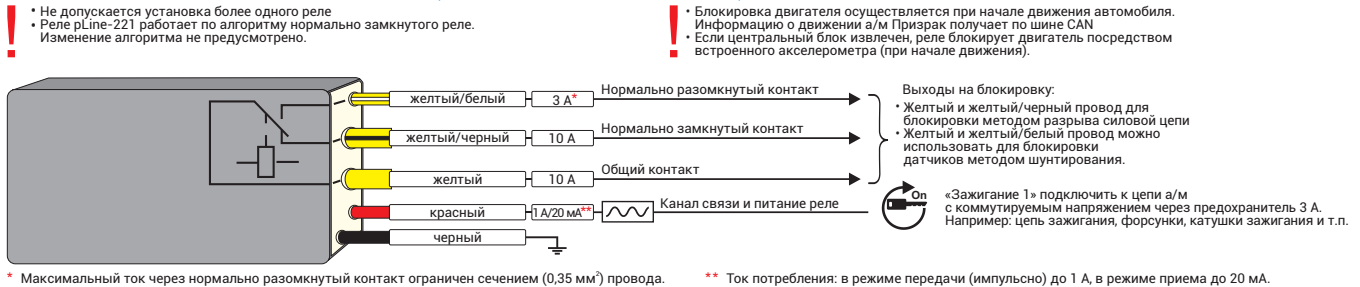 • Не допускается установка более одного реле
• Реле pLine-221 работает по алгоритму нормально замкнутого реле.
Изменение алгоритма не предусмотрено.
• Блокировка двигателя осуществляется при начале движения автомобиля.
Информацию о движении а/м Призрак получает по шине CAN
• Если центральный блок извлечен, реле блокирует двигатель посредством
встроенного акселерометра (при начале движения).
желтый/белый 3 А* Нормально разомкнутый контакт
желтый/черный 10 А Нормально замкнутый контакт
желтый 10 А Общий контакт
красный 1 А/20 мА** Канал связи и питание реле
черный
Выходы на блокировку:
• Желтый и желтый/черный провод для
блокировки методом разрыва силовой цепи
• Желтый и желтый/белый провод можно
использовать для блокировки
датчиков методом шунтирования.
On
«Зажигание 1» подключить к цепи а/м
с коммутируемым напряжением через предохранитель 3 А.
Например: цепь зажигания, форсунки, катушки зажигания и т.п.
* Максимальный ток через нормально разомкнутый контакт ограничен сечением (0,35 мм²) провода.
** Ток потребления: в режиме передачи (импульсно) до 1 А, в режиме приема до 20 мА.